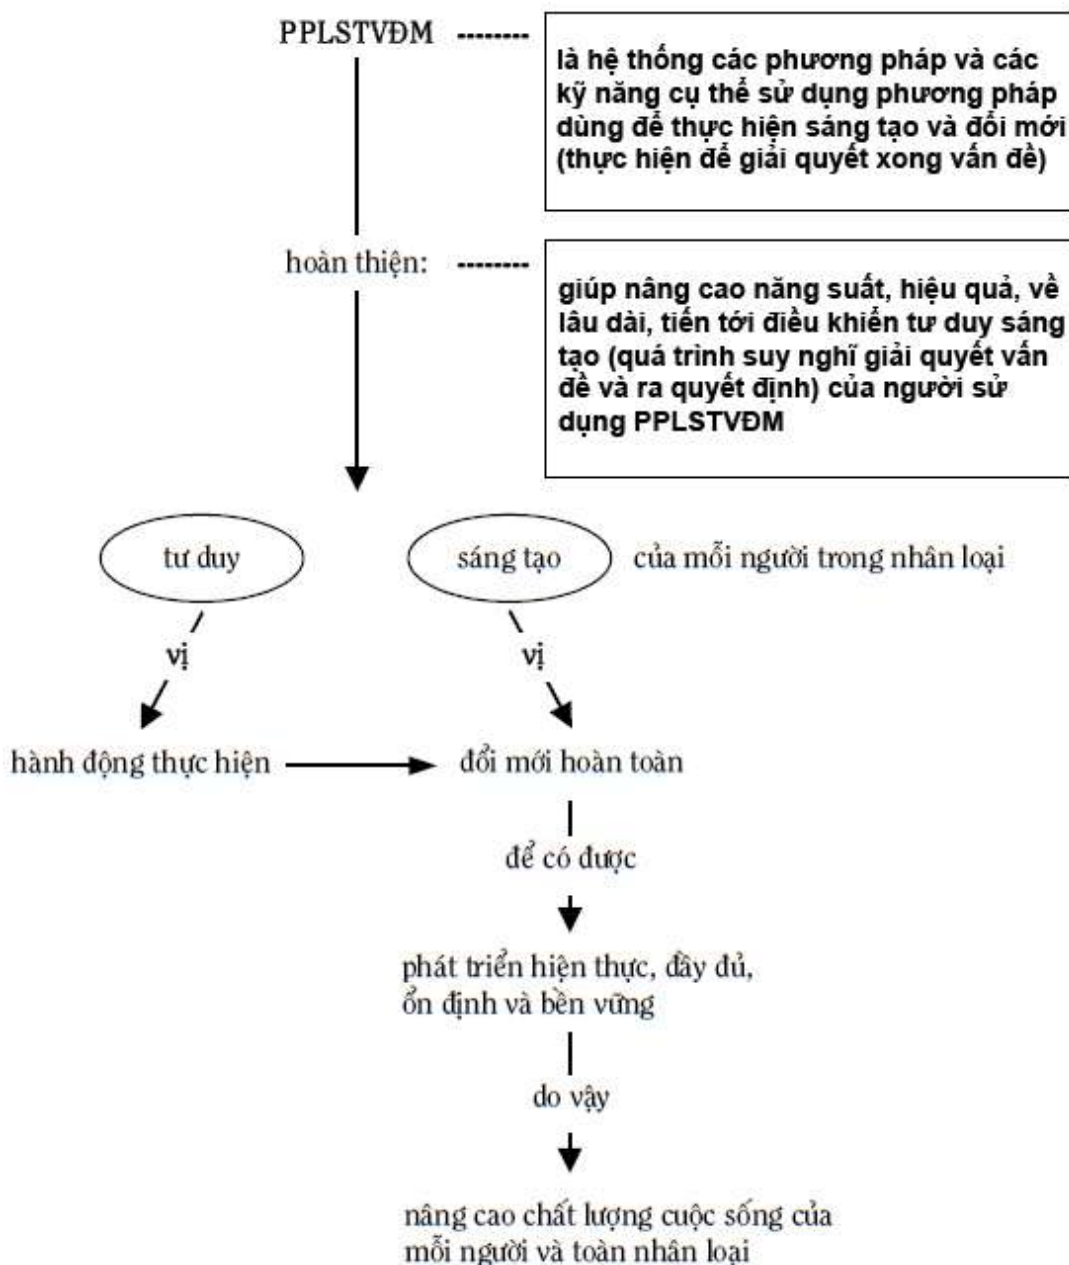 PPLSTVĐM --------
là hệ thống các phương pháp và các
kỹ năng cụ thể sử dụng phương pháp
dùng để thực hiện sáng tạo và đổi mới
(thực hiện để giải quyết xong vấn đề)
hoàn thiện: --------
giúp nâng cao năng suất, hiệu quả, về
lâu dài, tiến tới điều khiển tư duy sáng
tạo (quá trình suy nghĩ giải quyết vấn
đề và ra quyết định) của người sử
dụng PPLSTVĐM
tư duy
sáng tạo
của mỗi người trong nhân loại
vị
vị
hành động thực hiện
đổi mới hoàn toàn
để có được
phát triển hiện thực, đầy đủ,
ổn định và bền vững
do vậy
nâng cao chất lượng cuộc sống của
mỗi người và toàn nhân loại